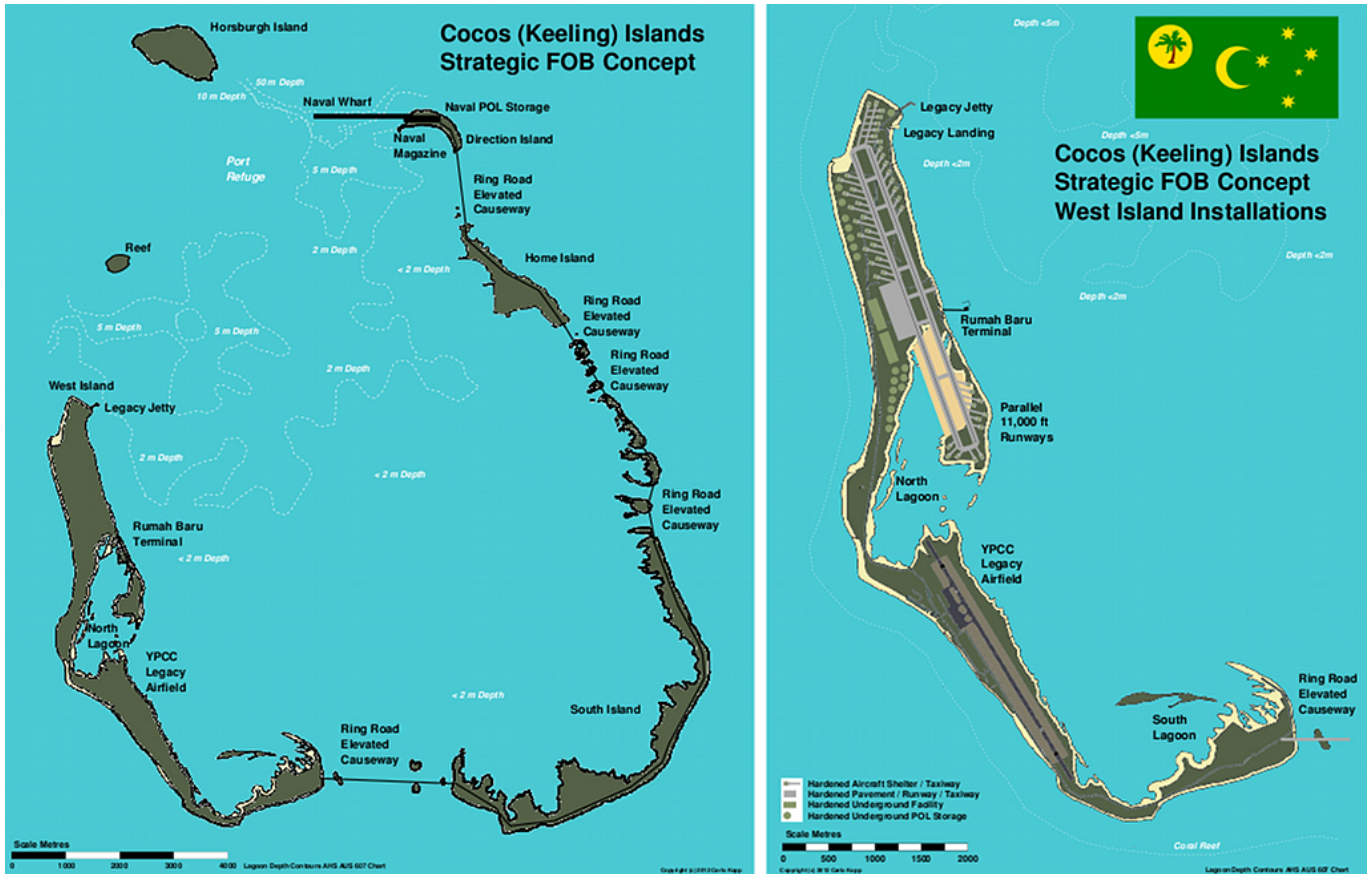 Horsburgh Island
Cocos (Keeling) Islands
Strategic FOB Concept
50 m Depth
10 m Depth
Naval Wharf
Naval POL Storage
Naval
Magazine
Direction Island
Port
Refuge
5 m Depth
Ring Road
Elevated
Causeway
Reef
2 m Depth
< 2 m Depth
Home Island
Ring Road
Elevated
Causeway
5 m Depth
5 m Depth
Ring Road
Elevated
Causeway
2 m Depth
West Island
Legacy Jetty
2 m Depth
< 2 m Depth
Ring Road
Elevated
Causeway
Rumah Baru
Terminal
< 2 m Depth
North
Lagoon
YPCC
Legacy
Airfield
< 2 m Depth
South Island
Ring Road
Elevated
Causeway
Scale Metres
0 1000 2000 3000 4000
Lagoon Depth Contours AHS AUS 607 Chart
Copyright (c) 2012 Carlo Kopp
Depth <5m
Legacy Jetty
Legacy Landing
Depth <5m
Depth <2m
Cocos (Keeling) Islands
Strategic FOB Concept
West Island Installations
Depth <2m
Depth <2m
Rumah Baru
Terminal
Parallel
11,000 ft
Runways
North
Lagoon
YPCC
Legacy
Airfield
Ring Road
Elevated
Causeway
South
Lagoon
Hardened Aircraft Shelter / Taxiway
Hardened Pavement / Runway / Taxiway
Hardened Underground Facility
Hardened Underground POL Storage
Scale Metres
0 500 1000 1500 2000
Coral Reef
Copyright (c) 2012 Carlo Kopp
Lagoon Depth Contours AHS AUS 607 Chart